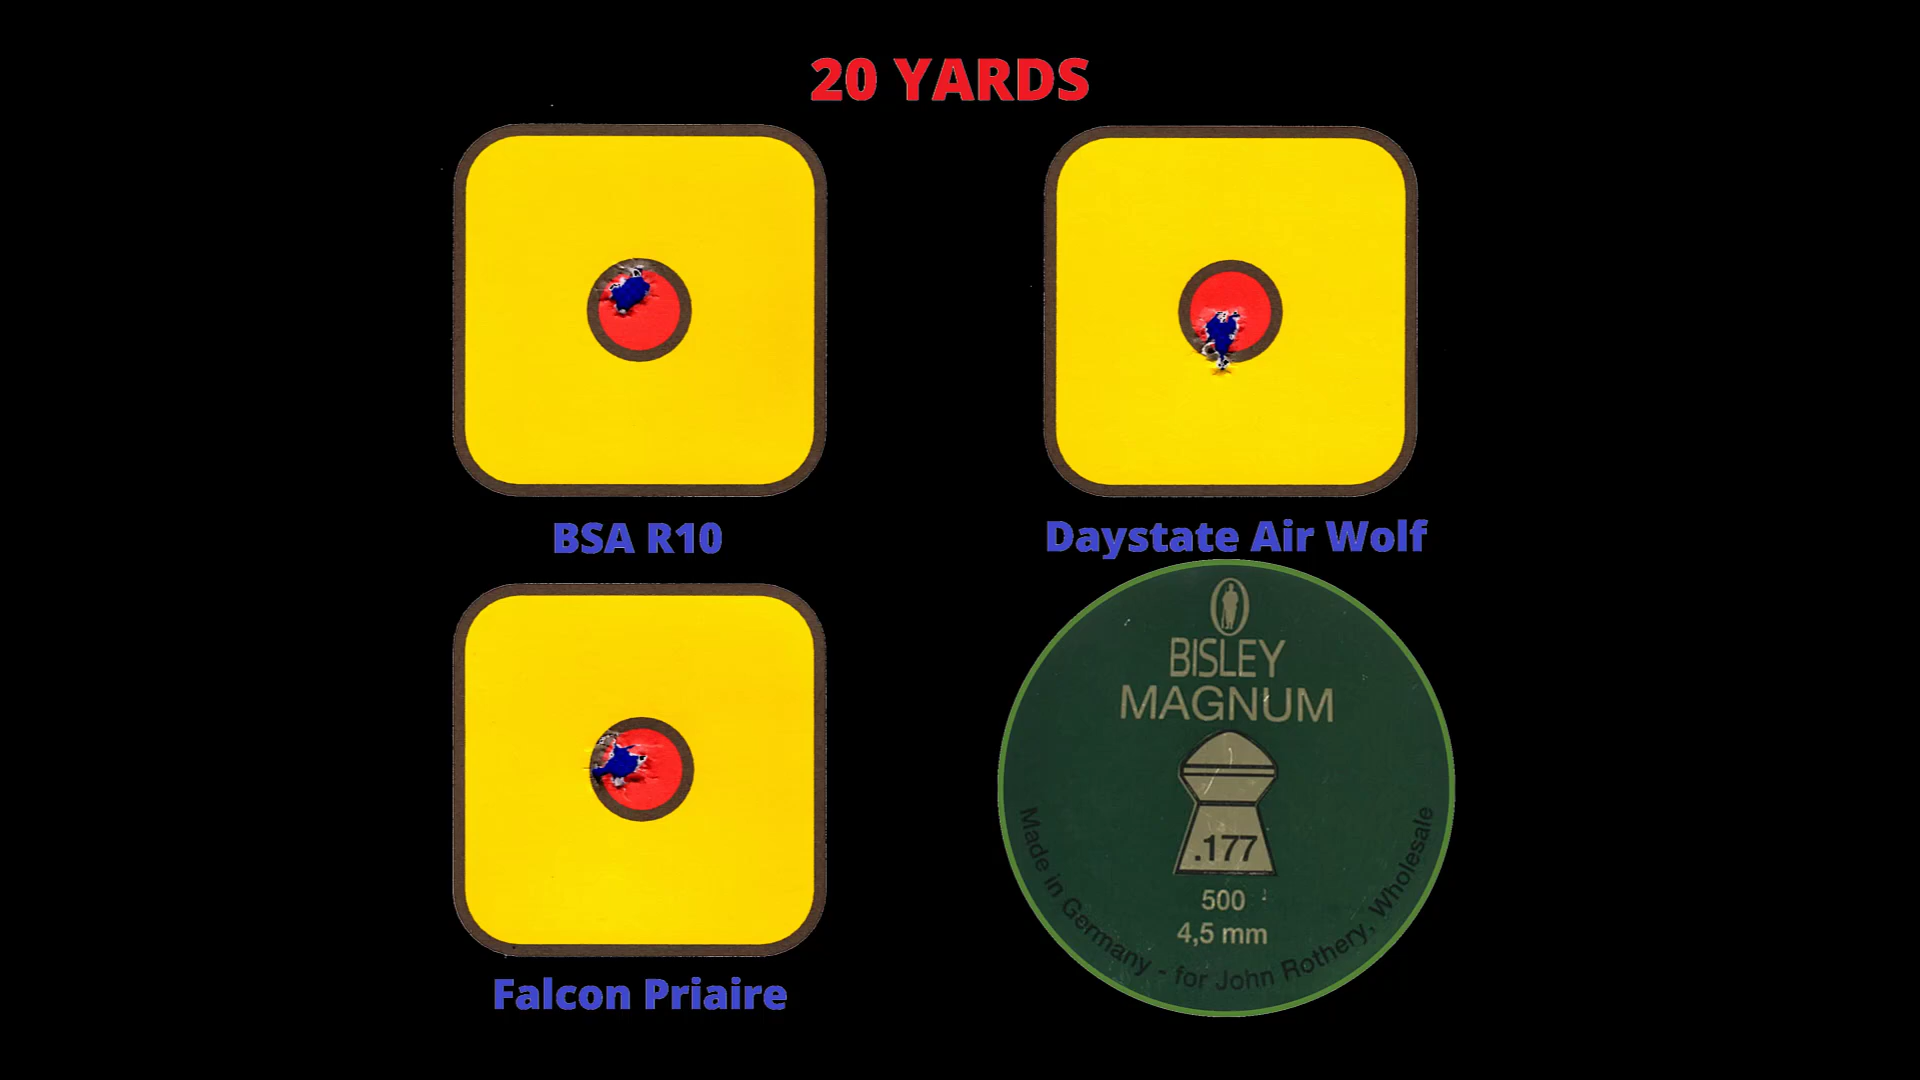 20 YARDS
BSA R10
Daystate Air Wolf
Falcon Priaire
BISLEY
MAGNUM
.177
500
4,5 mm
Made in Germany - for John Rothery, Wholesale